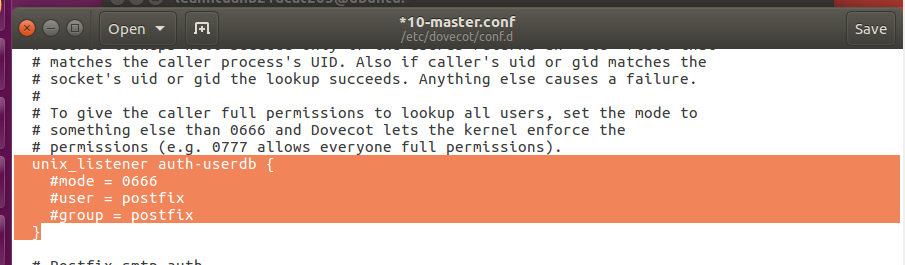 Open
*10-master.conf
/etc/dovecot/conf.d
Save
# matches the caller process's UID. Also if caller's uid or gid matches the
# socket's uid or gid the lookup succeeds. Anything else causes a failure.
#
# To give the caller full permissions to lookup all users, set the mode to
# something else than 0666 and Dovecot lets the kernel enforce the
# permissions (e.g. 0777 allows everyone full permissions).
unix_listener auth-userdb {
#mode = 0666
#user = postfix
#group = postfix
}
# Postfix smtp-auth